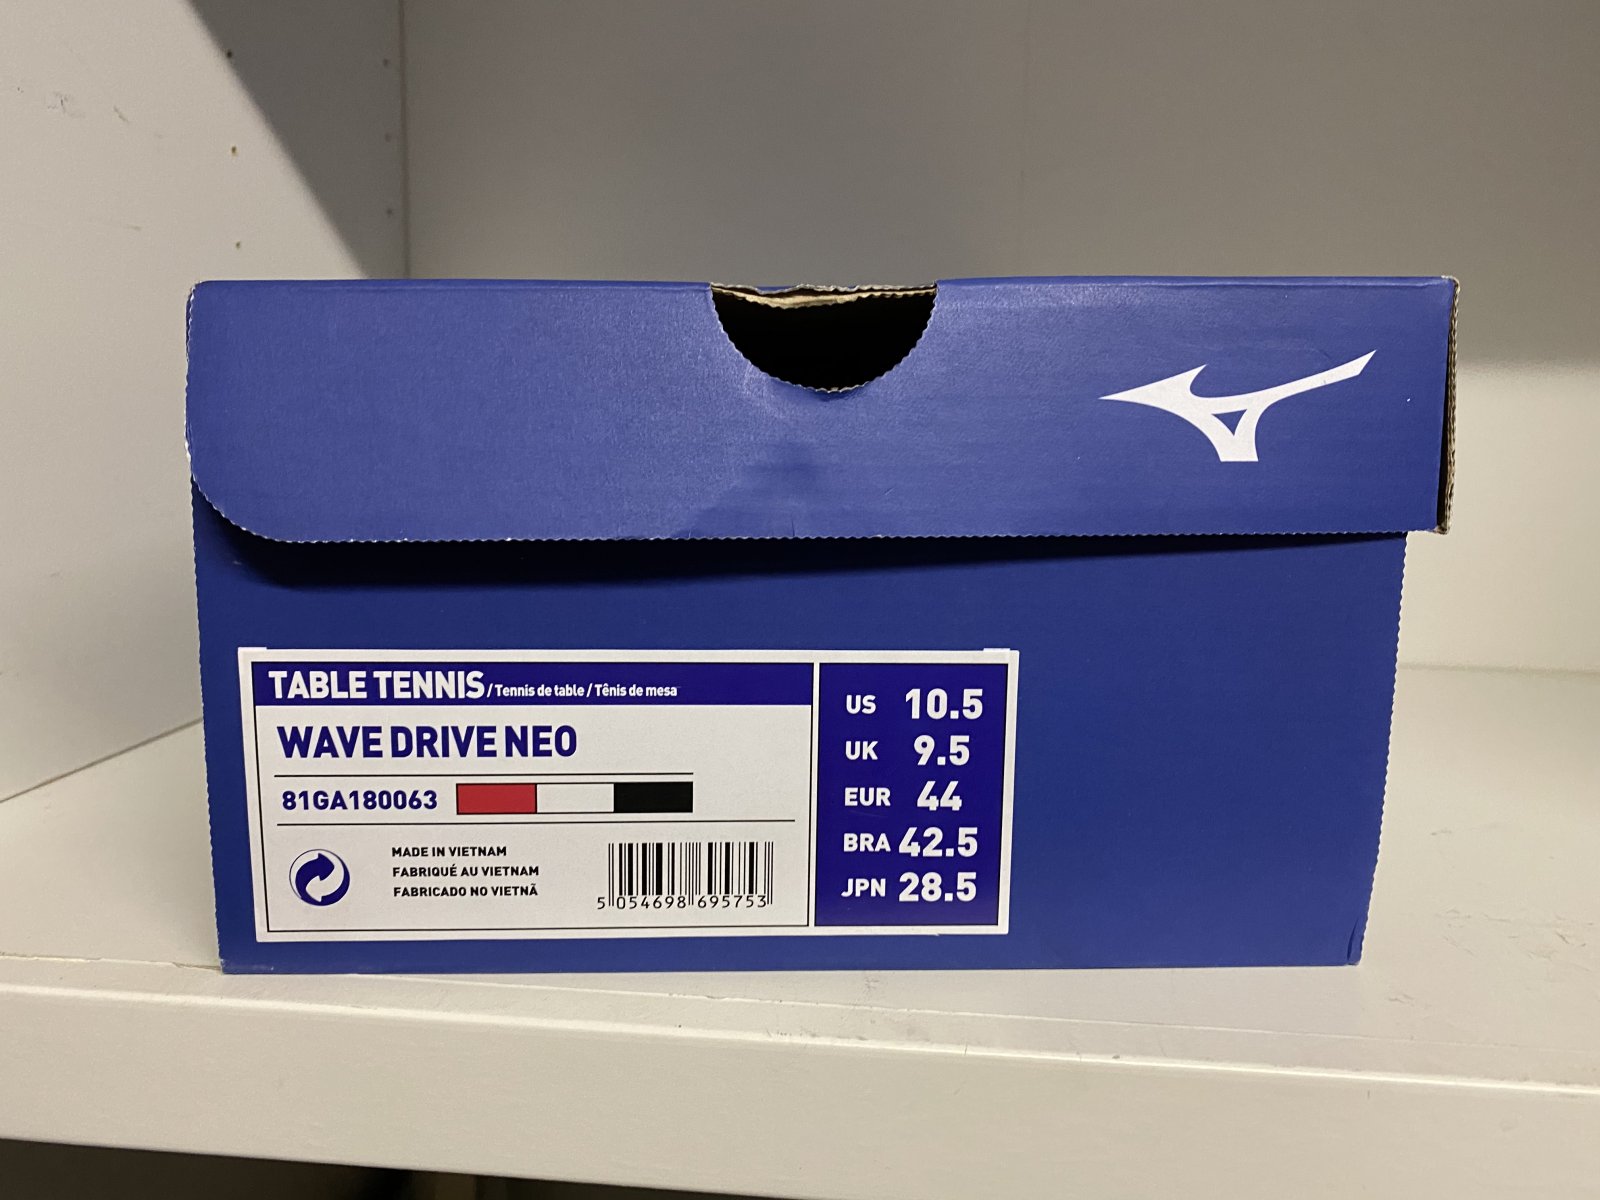 TABLE TENNIS / Tennis de table / Tênis de mesa
WAVE DRIVE NEO
81GA180063
MADE IN VIETNAM
FABRIQUÉ AU VIETNAM
FABRICADO NO VIETNÃ
5 054698 695753
US 10.5
UK 9.5
EUR 44
BRA 42.5
JPN 28.5